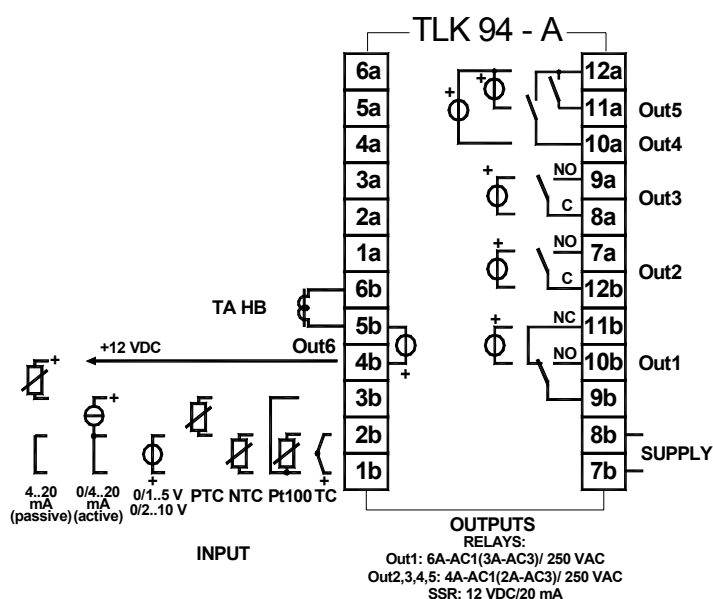 TLK 94 - A
6a
5a
4a
3a
2a
1a
6b
5b
4b
3b
2b
1b
12a
11a
10a
9a
8a
7a
12b
11b
10b
9b
8b
7b
+
+
Out5
Out4
+
NO
C
Out3
+
NO
C
Out2
+
NC
NO
Out1
SUPPLY
TA HB
Out6
+
+12 VDC
+
+
+
+
4..20 mA (passive)
0/4..20 mA (active)
0/1..5 V
0/2..10 V
PTC NTC Pt100 TC
INPUT
OUTPUTS
RELAYS:
Out1: 6A-AC1(3A-AC3)/ 250 VAC
Out2,3,4,5: 4A-AC1(2A-AC3)/ 250 VAC
SSR: 12 VDC/20 mA